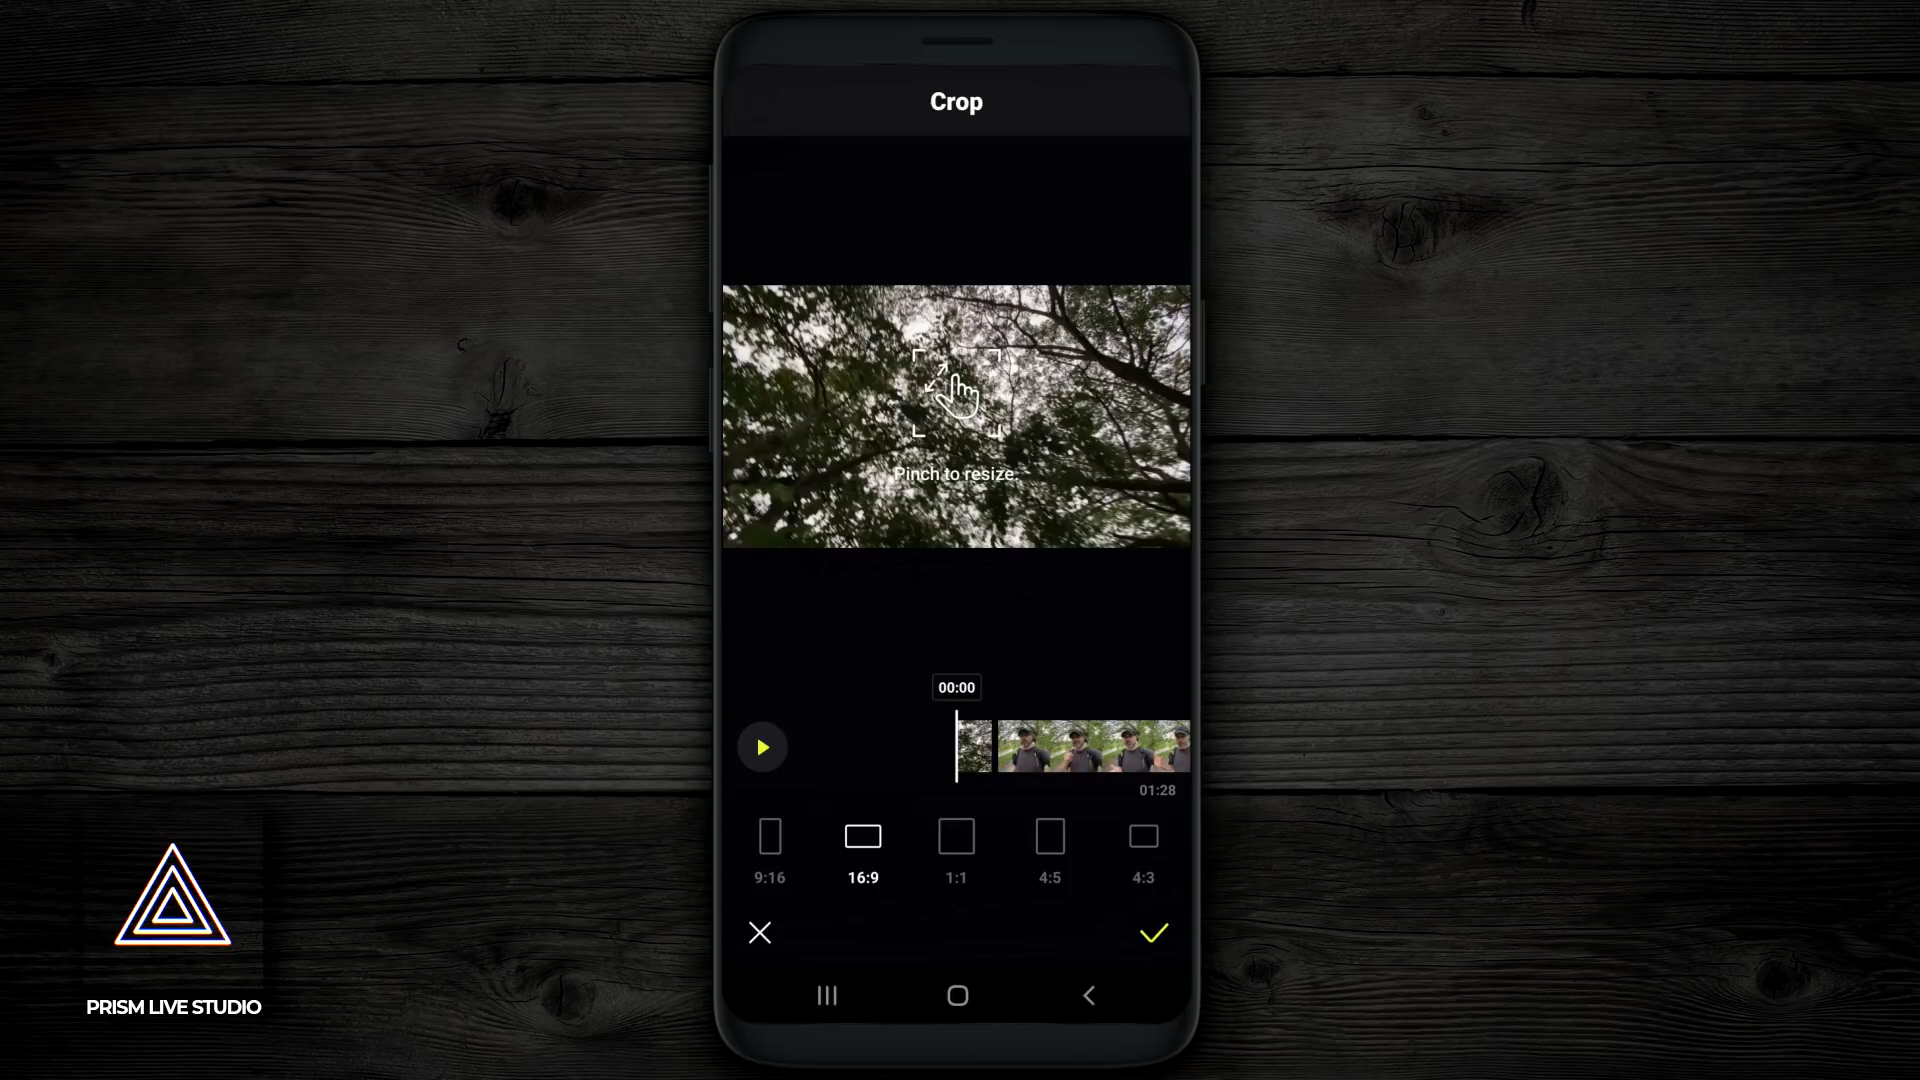 Crop
Pinch to resize.
00:00
01:28
9:16
16:9
1:1
4:5
4:3
PRISM LIVE STUDIO